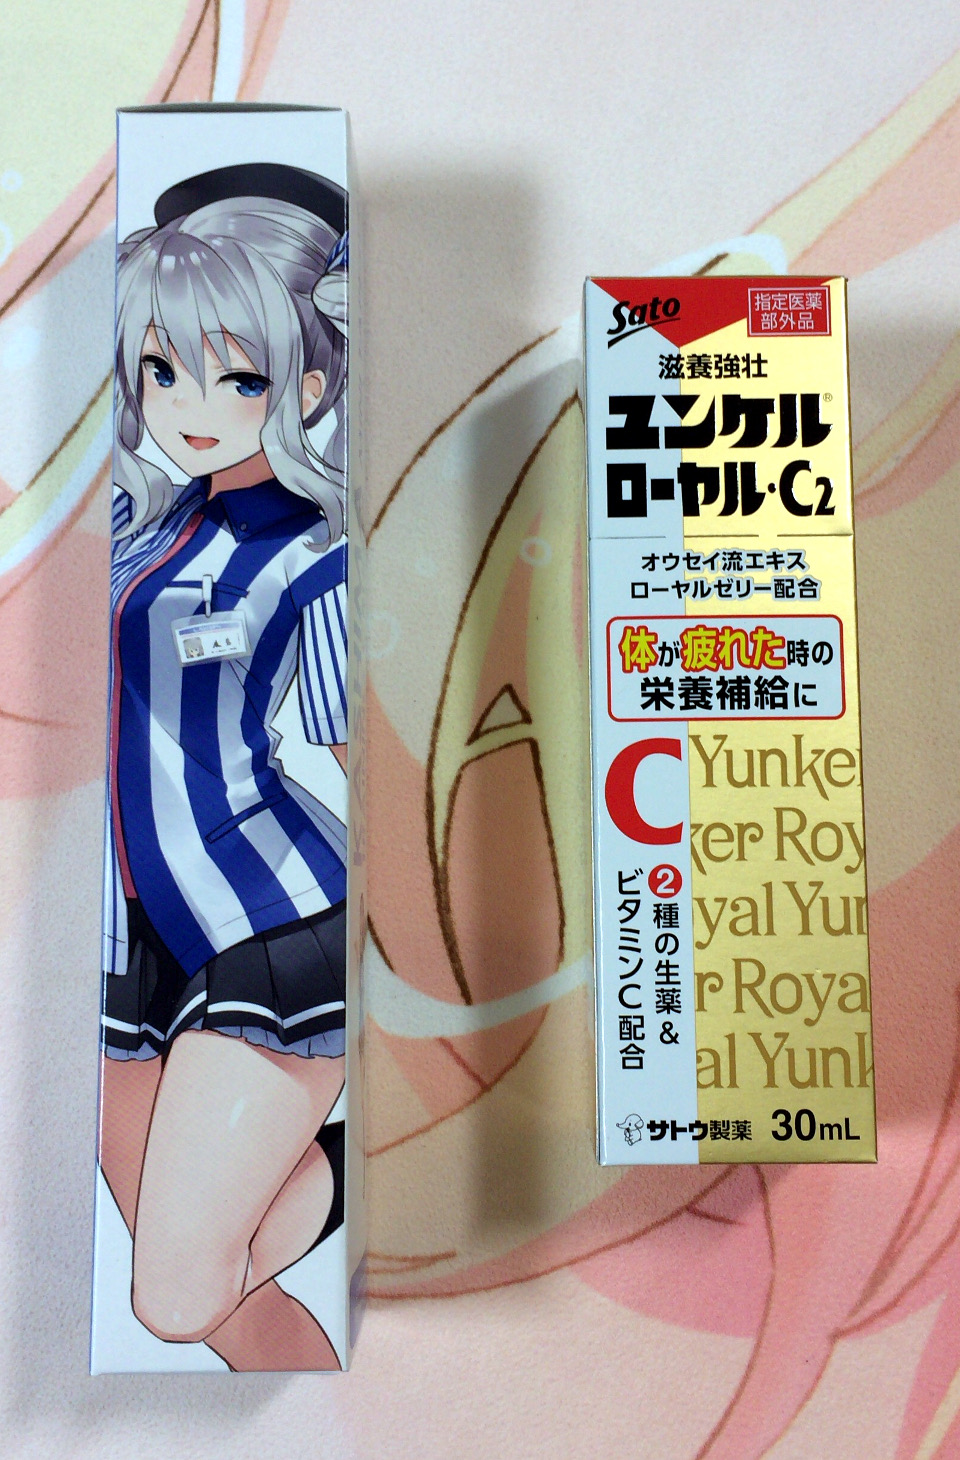 Sato
指定医薬
部外品
滋養強壮
ユンケル®
ローヤル・C2
オウセイ流エキス
ローヤルゼリー配合
体が疲れた時の
栄養補給に
C
2種の生薬&
ビタミンC配合
Yunke
ker Roy
yal Yun
r Roya
al Yunk
サトウ製薬 30mL